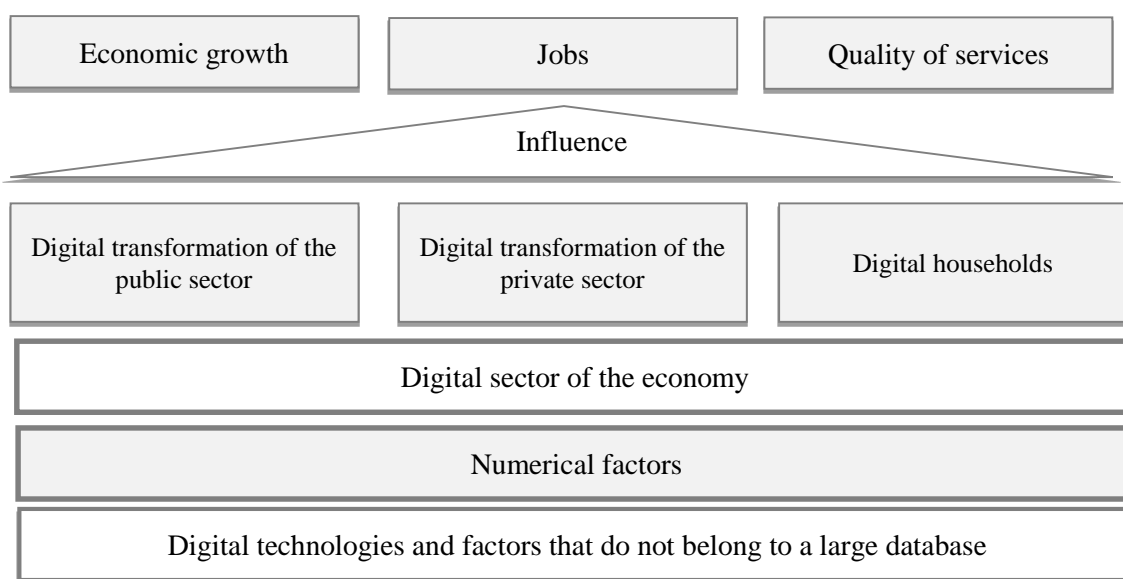 Economic growth
Jobs
Quality of services
Influence
Digital transformation of the
public sector
Digital transformation of the
private sector
Digital households
Digital sector of the economy
Numerical factors
Digital technologies and factors that do not belong to a large database